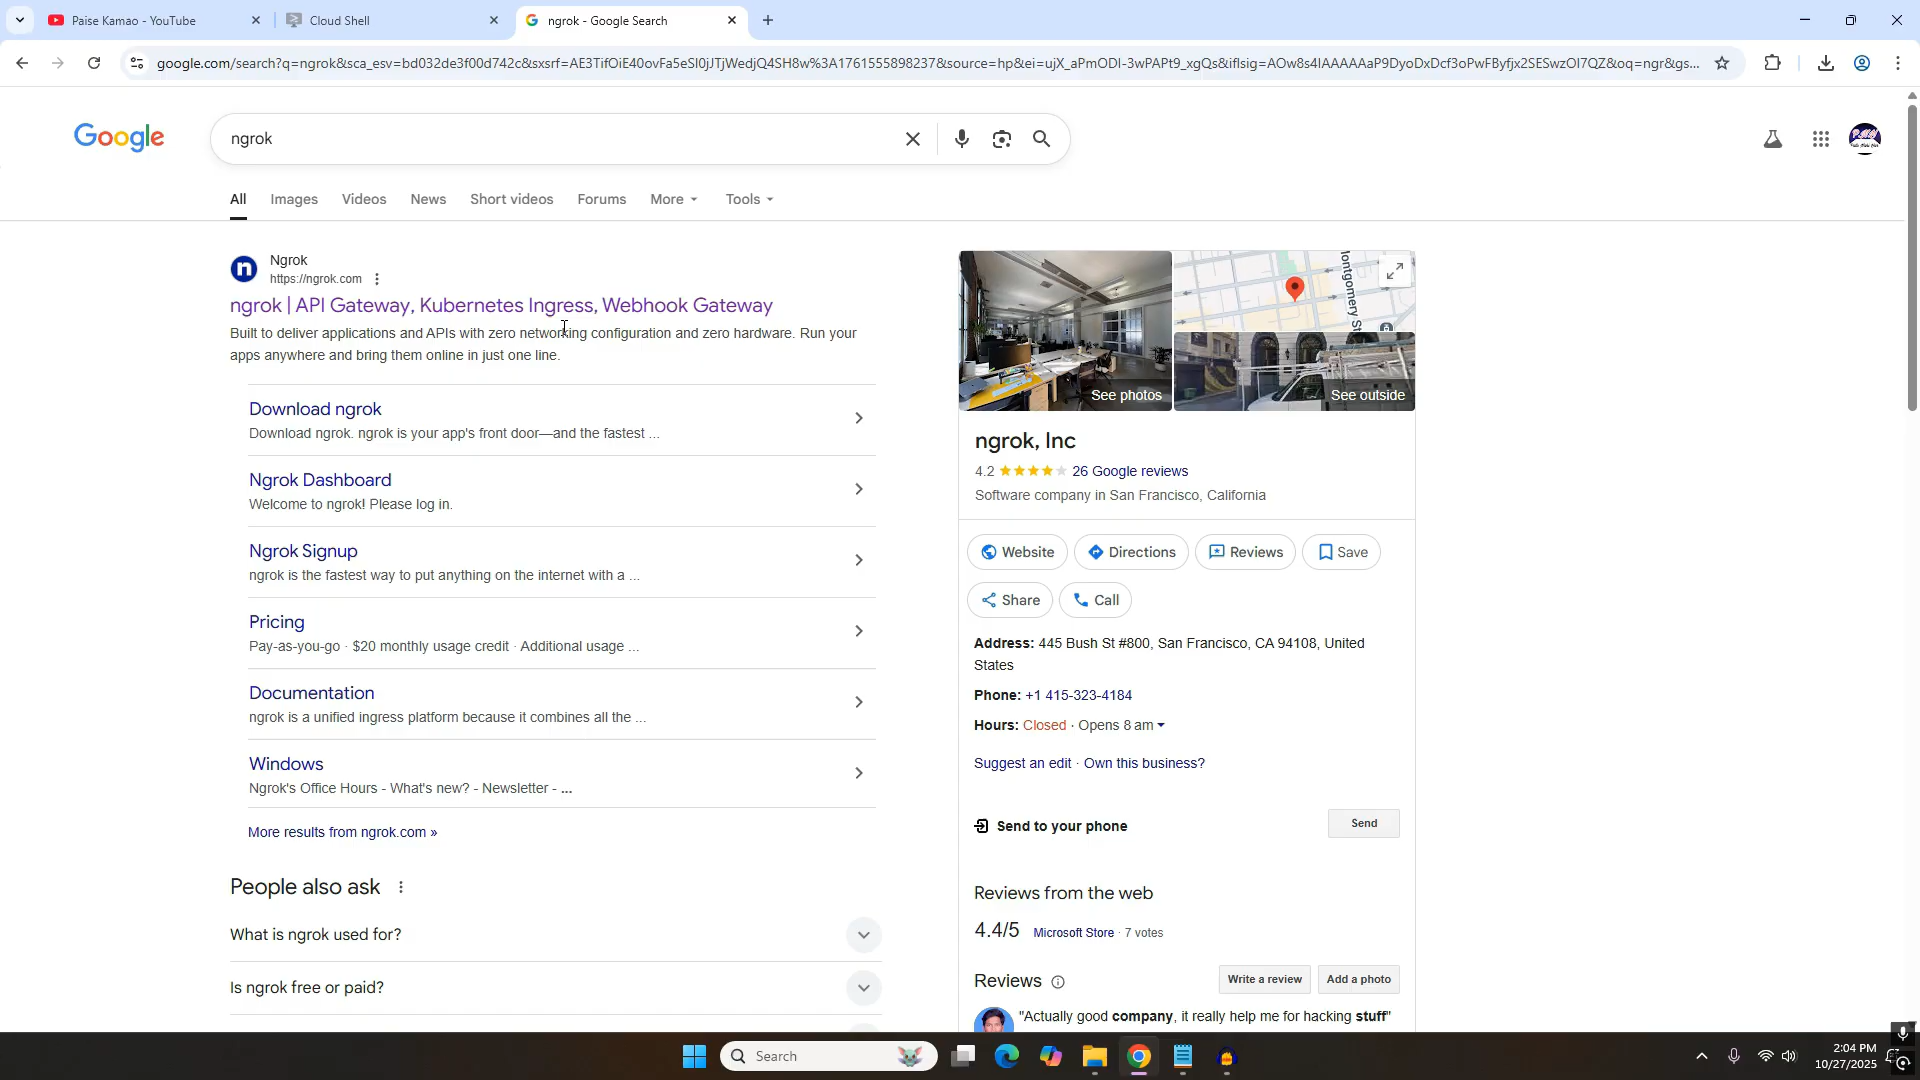 Paise Kamao - YouTube
Cloud Shell
ngrok - Google Search
google.com/search?q=ngrok&sca_esv=bd032de3f00d742c&sxsrf=AE3TifOiE40ovFa5eSl0jJTjWedjQ4SH8w%3A1761555898237&source=hp&ei=ujX_aPmODI-3wPAPt9_xgQs&iflsig=AOw8s4IAAAAAaP9DyoDxDcf3oPwFByfjx2SESwzOI7QZ&oq=ngr&gs...
Google
ngrok
All
Images
Videos
News
Short videos
Forums
More
Tools
Ngrok
https://ngrok.com
ngrok | API Gateway, Kubernetes Ingress, Webhook Gateway
Built to deliver applications and APIs with zero networking configuration and zero hardware. Run your
apps anywhere and bring them online in just one line.
Download ngrok
Download ngrok. ngrok is your app's front door—and the fastest ...
Ngrok Dashboard
Welcome to ngrok! Please log in.
Ngrok Signup
ngrok is the fastest way to put anything on the internet with a ...
Pricing
Pay-as-you-go · $20 monthly usage credit · Additional usage ...
Documentation
ngrok is a unified ingress platform because it combines all the ...
Windows
Ngrok's Office Hours - What's new? - Newsletter - ...
More results from ngrok.com »
People also ask
What is ngrok used for?
Is ngrok free or paid?
See photos
See outside
ngrok, Inc
4.2
26 Google reviews
Software company in San Francisco, California
Website
Directions
Reviews
Save
Share
Call
Address: 445 Bush St #800, San Francisco, CA 94108, United
States
Phone: +1 415-323-4184
Hours: Closed · Opens 8 am
Suggest an edit · Own this business?
Send to your phone
Send
Reviews from the web
4.4/5 Microsoft Store · 7 votes
Reviews
Write a review
Add a photo
"Actually good company, it really help me for hacking stuff"
Search
2:04 PM
10/27/2025